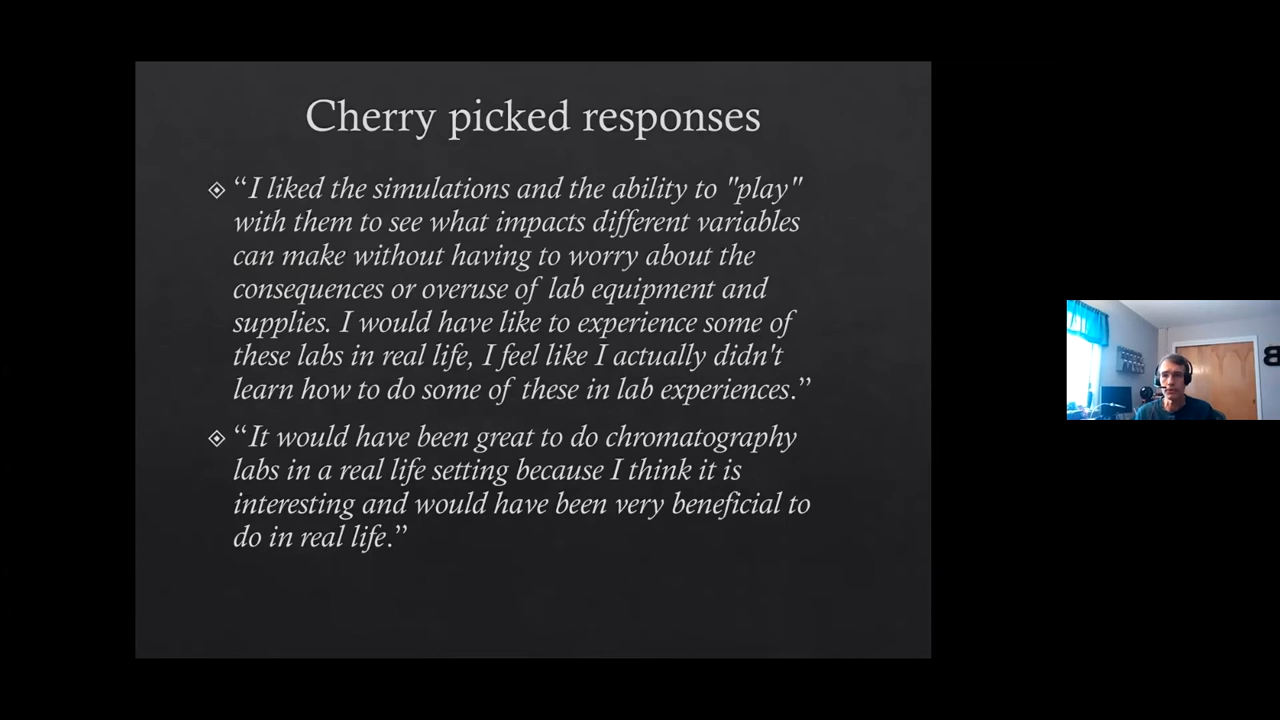 Cherry picked responses
“I liked the simulations and the ability to "play"
with them to see what impacts different variables
can make without having to worry about the
consequences or overuse of lab equipment and
supplies. I would have like to experience some of
these labs in real life, I feel like I actually didn't
learn how to do some of these in lab experiences.”
“It would have been great to do chromatography
labs in a real life setting because I think it is
interesting and would have been very beneficial to
do in real life.”